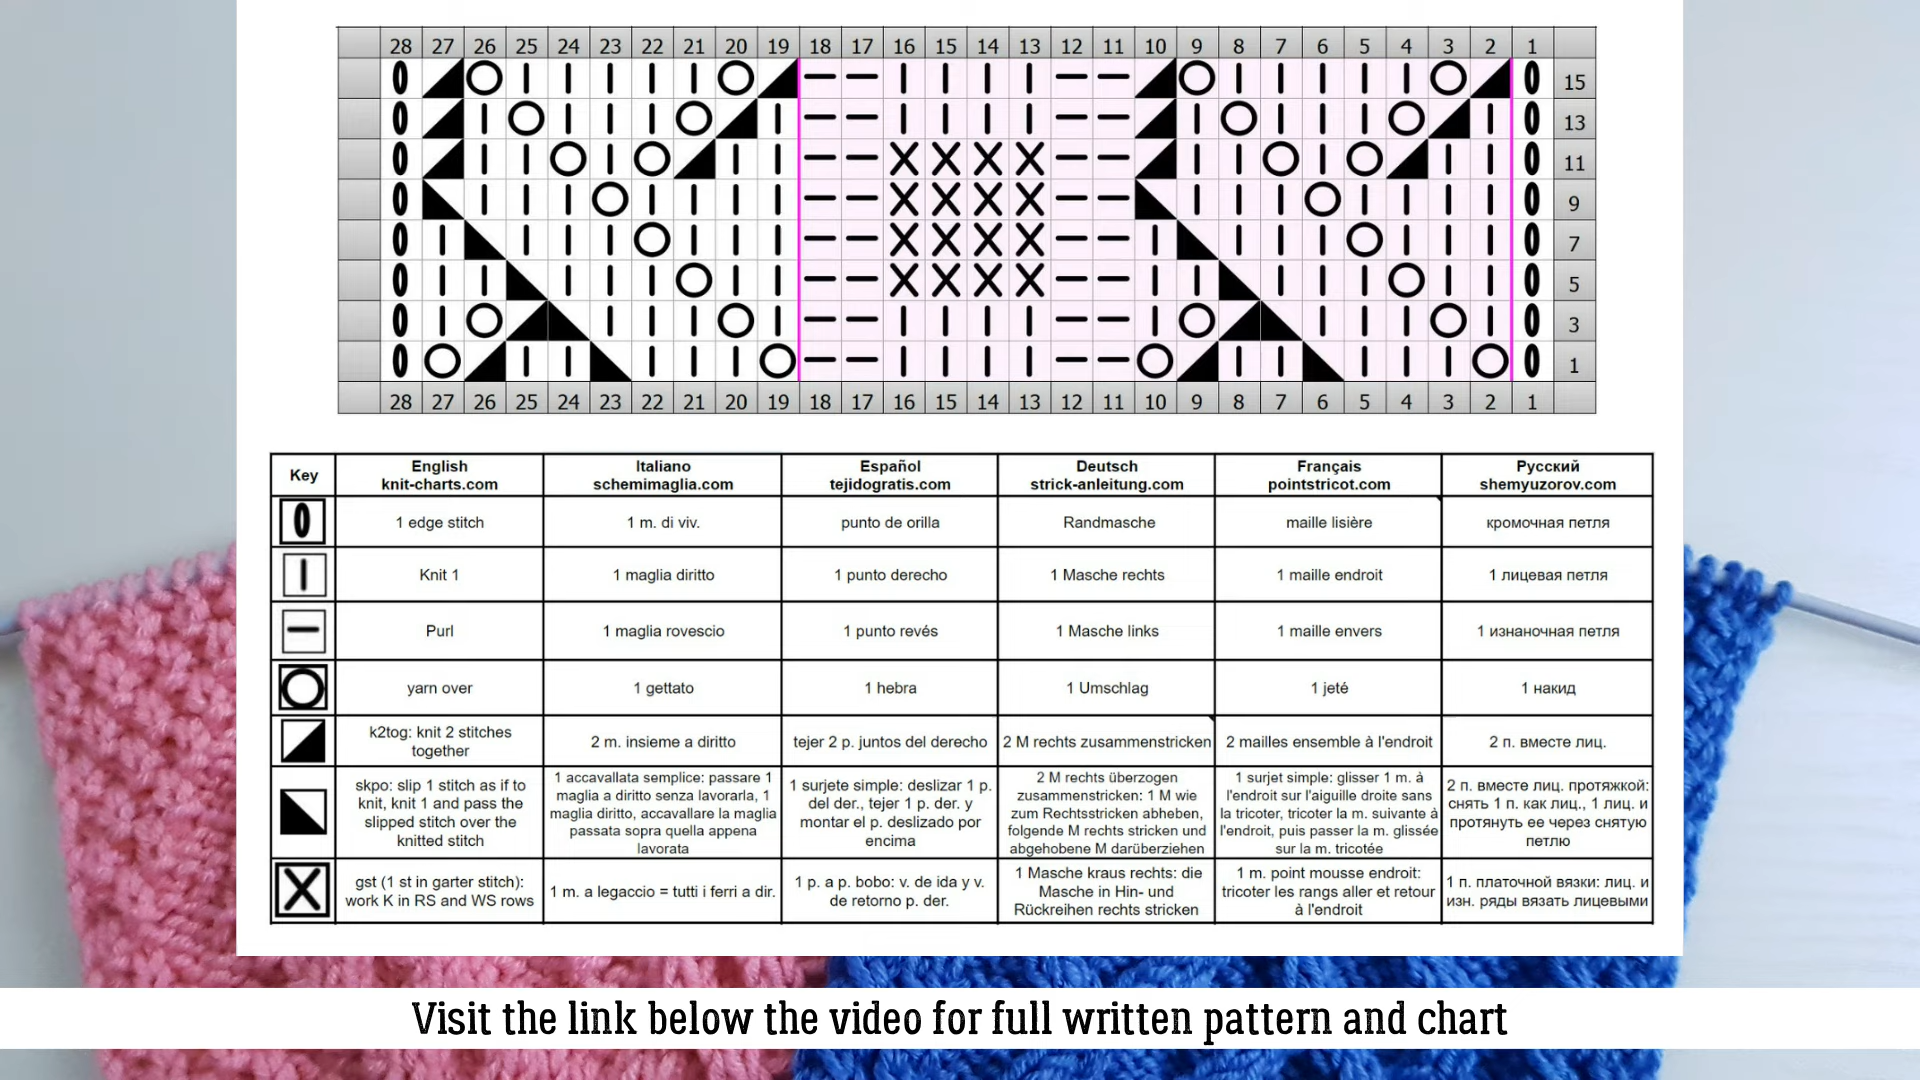 28 27 26 25 24 23 22 21 20 19 18 17 16 15 14 13 12 11 10 9 8 7 6 5 4 3 2 1
15
13
11
9
7
5
3
1
28 27 26 25 24 23 22 21 20 19 18 17 16 15 14 13 12 11 10 9 8 7 6 5 4 3 2 1
Key
English
knit-charts.com
Italiano
schemimaglia.com
Español
tejidogratis.com
Deutsch
strick-anleitung.com
Français
pointstricot.com
Русский
shemyuzorov.com
1 edge stitch
1 m. di viv.
punto de orilla
Randmasche
maille lisière
кромочная петля
Knit 1
1 maglia diritto
1 punto derecho
1 Masche rechts
1 maille endroit
1 лицевая петля
Purl
1 maglia rovescio
1 punto revés
1 Masche links
1 maille envers
1 изнаночная петля
yarn over
1 gettato
1 hebra
1 Umschlag
1 jeté
1 накид
k2tog: knit 2 stitches
together
2 m. insieme a diritto
tejer 2 p. juntos del derecho
2 M rechts zusammenstricken
2 mailles ensemble à l'endroit
2 п. вместе лиц.
skpo: slip 1 stitch as if to
knit, knit 1 and pass the
slipped stitch over the
knitted stitch
1 accavallata semplice: passare 1
maglia a diritto senza lavorarla, 1
maglia diritto, accavallare la maglia
passata sopra quella appena
lavorata
1 surjete simple: deslizar 1 p.
del der., tejer 1 p. der. y
montar el p. deslizado por
encima
2 M rechts überzogen
zusammenstricken: 1 M wie
zum Rechtsstricken abheben,
folgende M rechts stricken und
abgehobene M darüberziehen
1 surjet simple: glisser 1 m. à
l'endroit sur l'aiguille droite sans
la tricoter, tricoter la m. suivante à
l'endroit, puis passer la m. glissée
sur la m. tricotée
2 п. вместе лиц. протяжкой:
снять 1 п. как лиц., 1 лиц. и
протянуть ее через снятую
петлю
gst (1 st in garter stitch):
work K in RS and WS rows
1 m. a legaccio = tutti i ferri a dir.
1 p. a p. bobo: v. de ida y v.
de retorno p. der.
1 Masche kraus rechts: die
Masche in Hin- und
Rückreihen rechts stricken
1 m. point mousse endroit:
tricoter les rangs aller et retour
à l'endroit
1 п. платочной вязки: лиц. и
изн. ряды вязать лицевыми
Visit the link below the video for full written pattern and chart